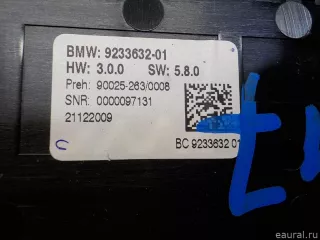 BMW: 9233632-01
HW: 3.0.0 SW: 5.8.0
Preh: 90025-263/0008
SNR: 0000097131
21122009
BC 9233632 01
eaural.ru